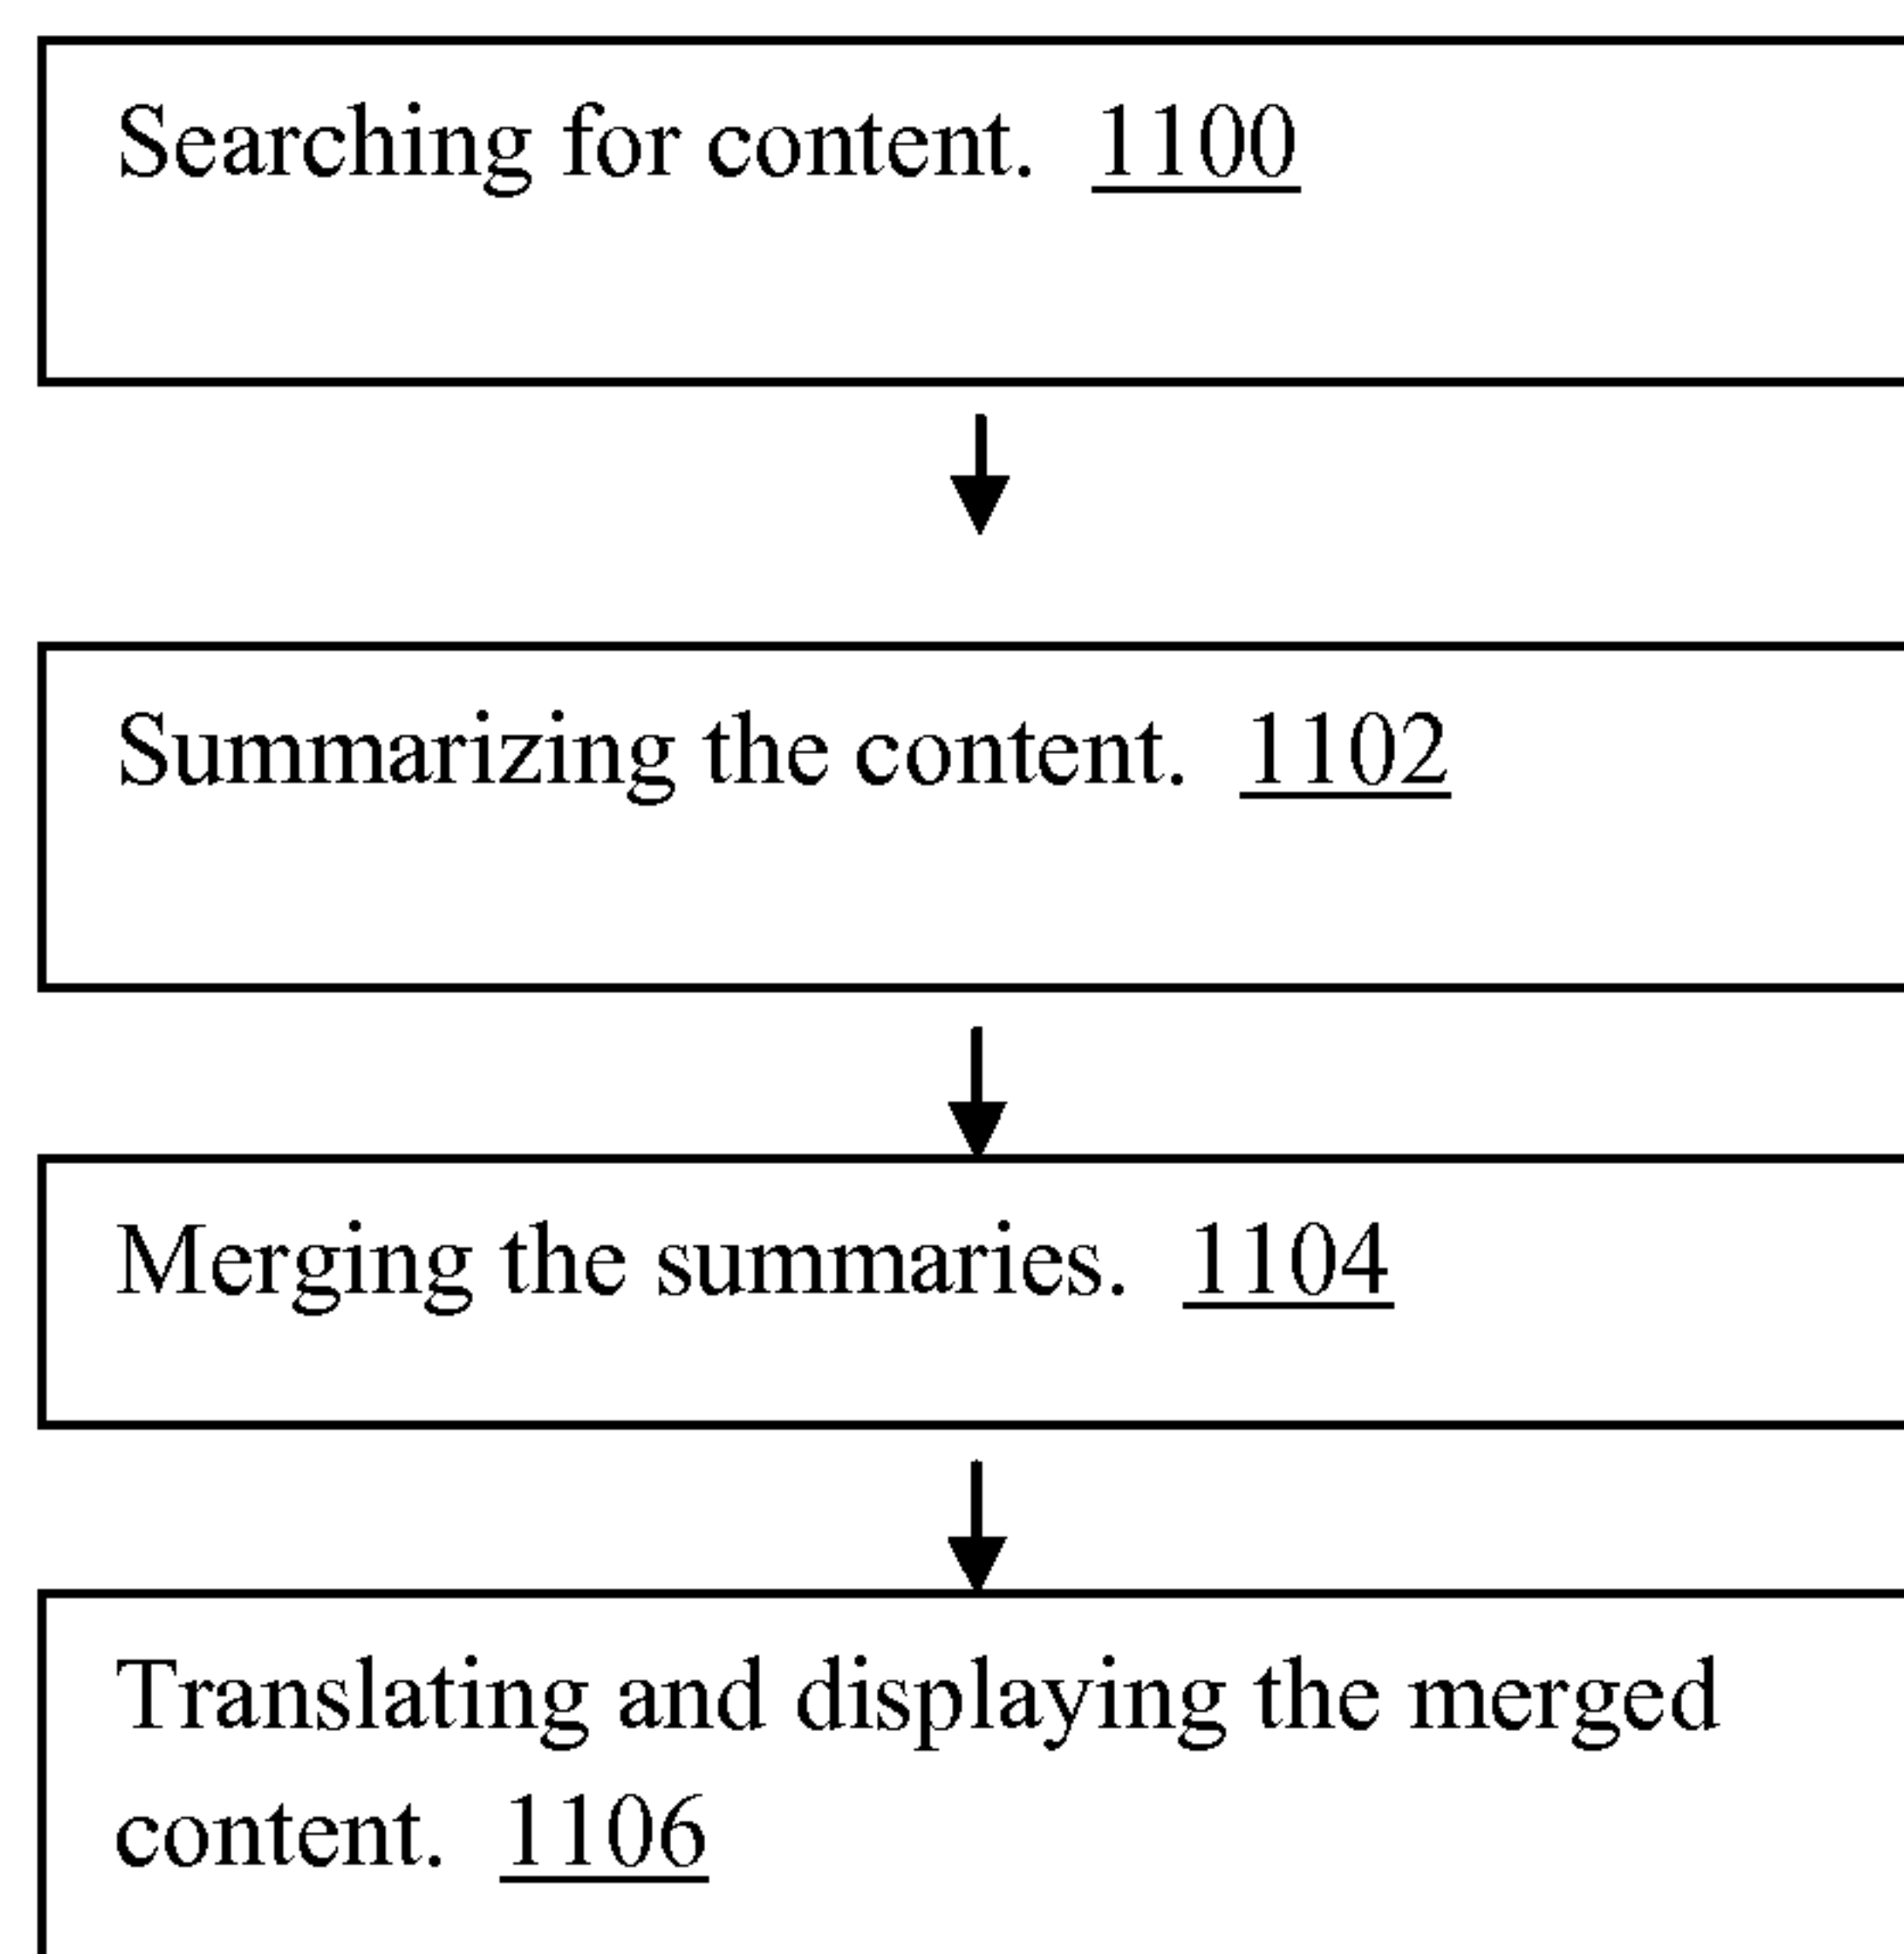 Searching for content. 1100
Summarizing the content. 1102
Merging the summaries. 1104
Translating and displaying the merged
content. 1106